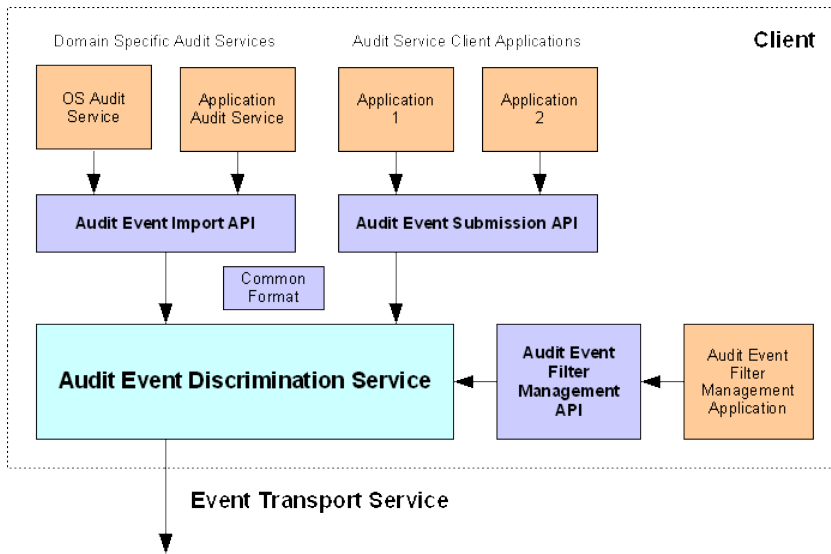 Domain Specific Audit Services
Audit Service Client Applications
Client
OS Audit
Service
Application
Audit Service
Application
1
Application
2
Audit Event Import API
Audit Event Submission API
Common
Format
Audit Event Discrimination Service
Audit Event
Filter
Management
API
Audit Event
Filter
Management
Application
Event Transport Service